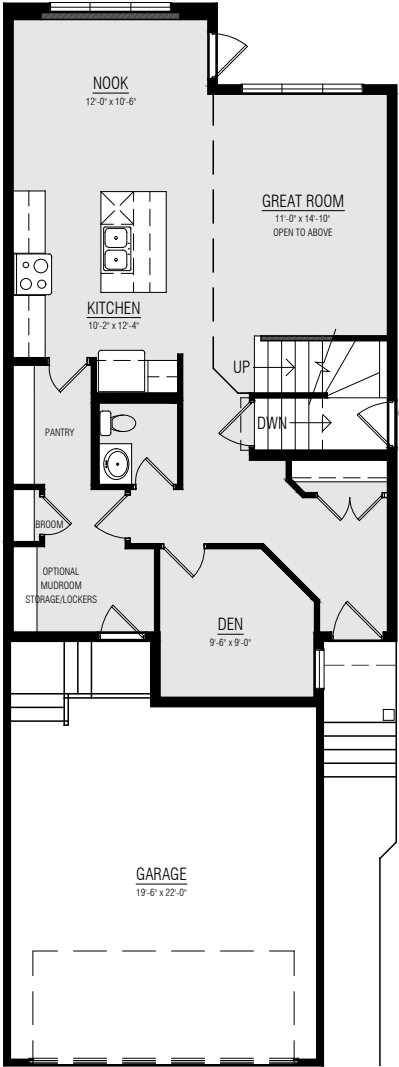 NOOK
12'-0" x 10'-6"
GREAT ROOM
11'-0" x 14'-10"
OPEN TO ABOVE
KITCHEN
10'-2" x 12'-4"
UP
DWN
PANTRY
BROOM
OPTIONAL
MUDROOM
STORAGE/LOCKERS
DEN
9'-6" x 9'-0"
GARAGE
19'-6" x 22'-0"